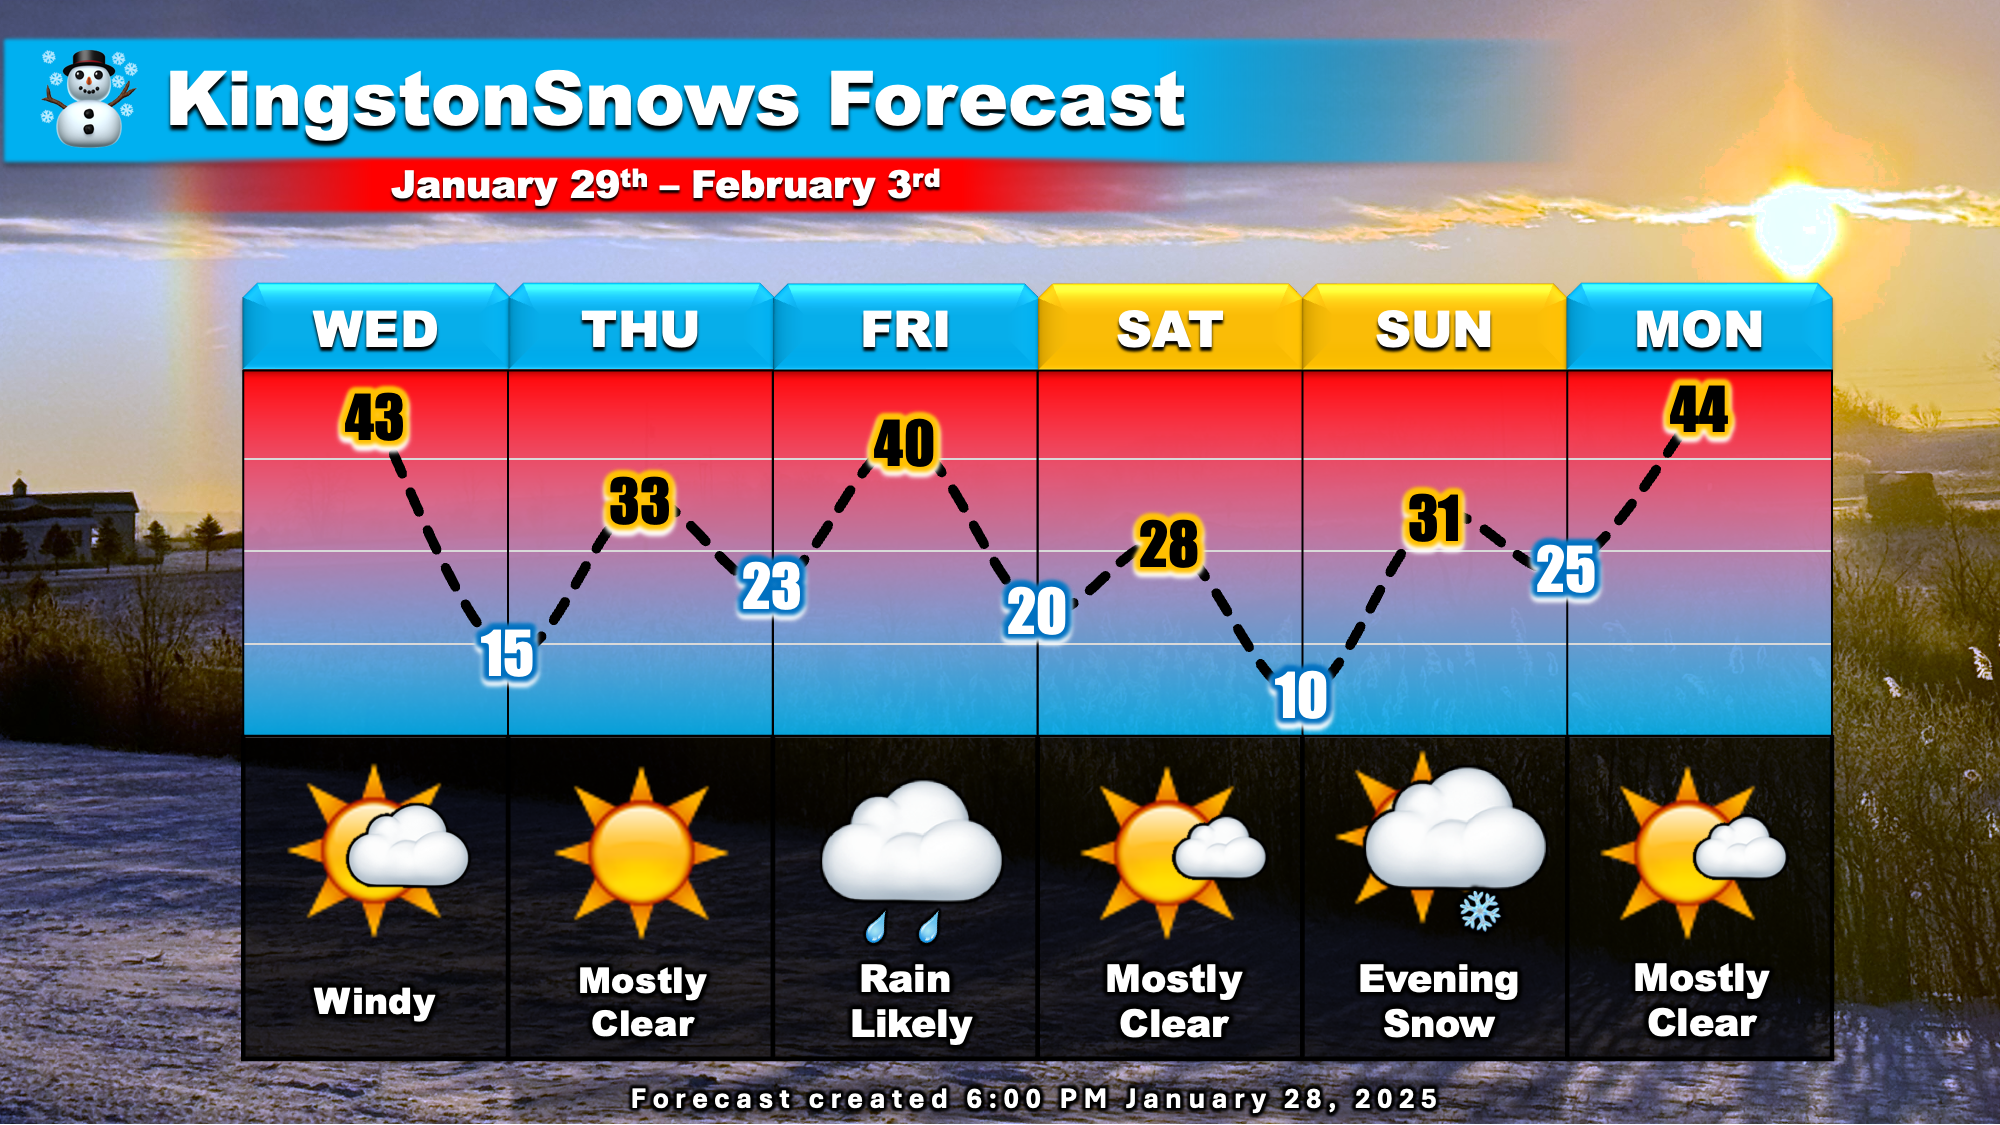 KingstonSnows Forecast
January 29th – February 3rd
WED THU FRI SAT SUN MON
43 33 40 28 31 44
15 23 20 10 25
Windy
Mostly
Clear
Rain
Likely
Mostly
Clear
Evening
Snow
Mostly
Clear
Forecast created 6:00 PM January 28, 2025